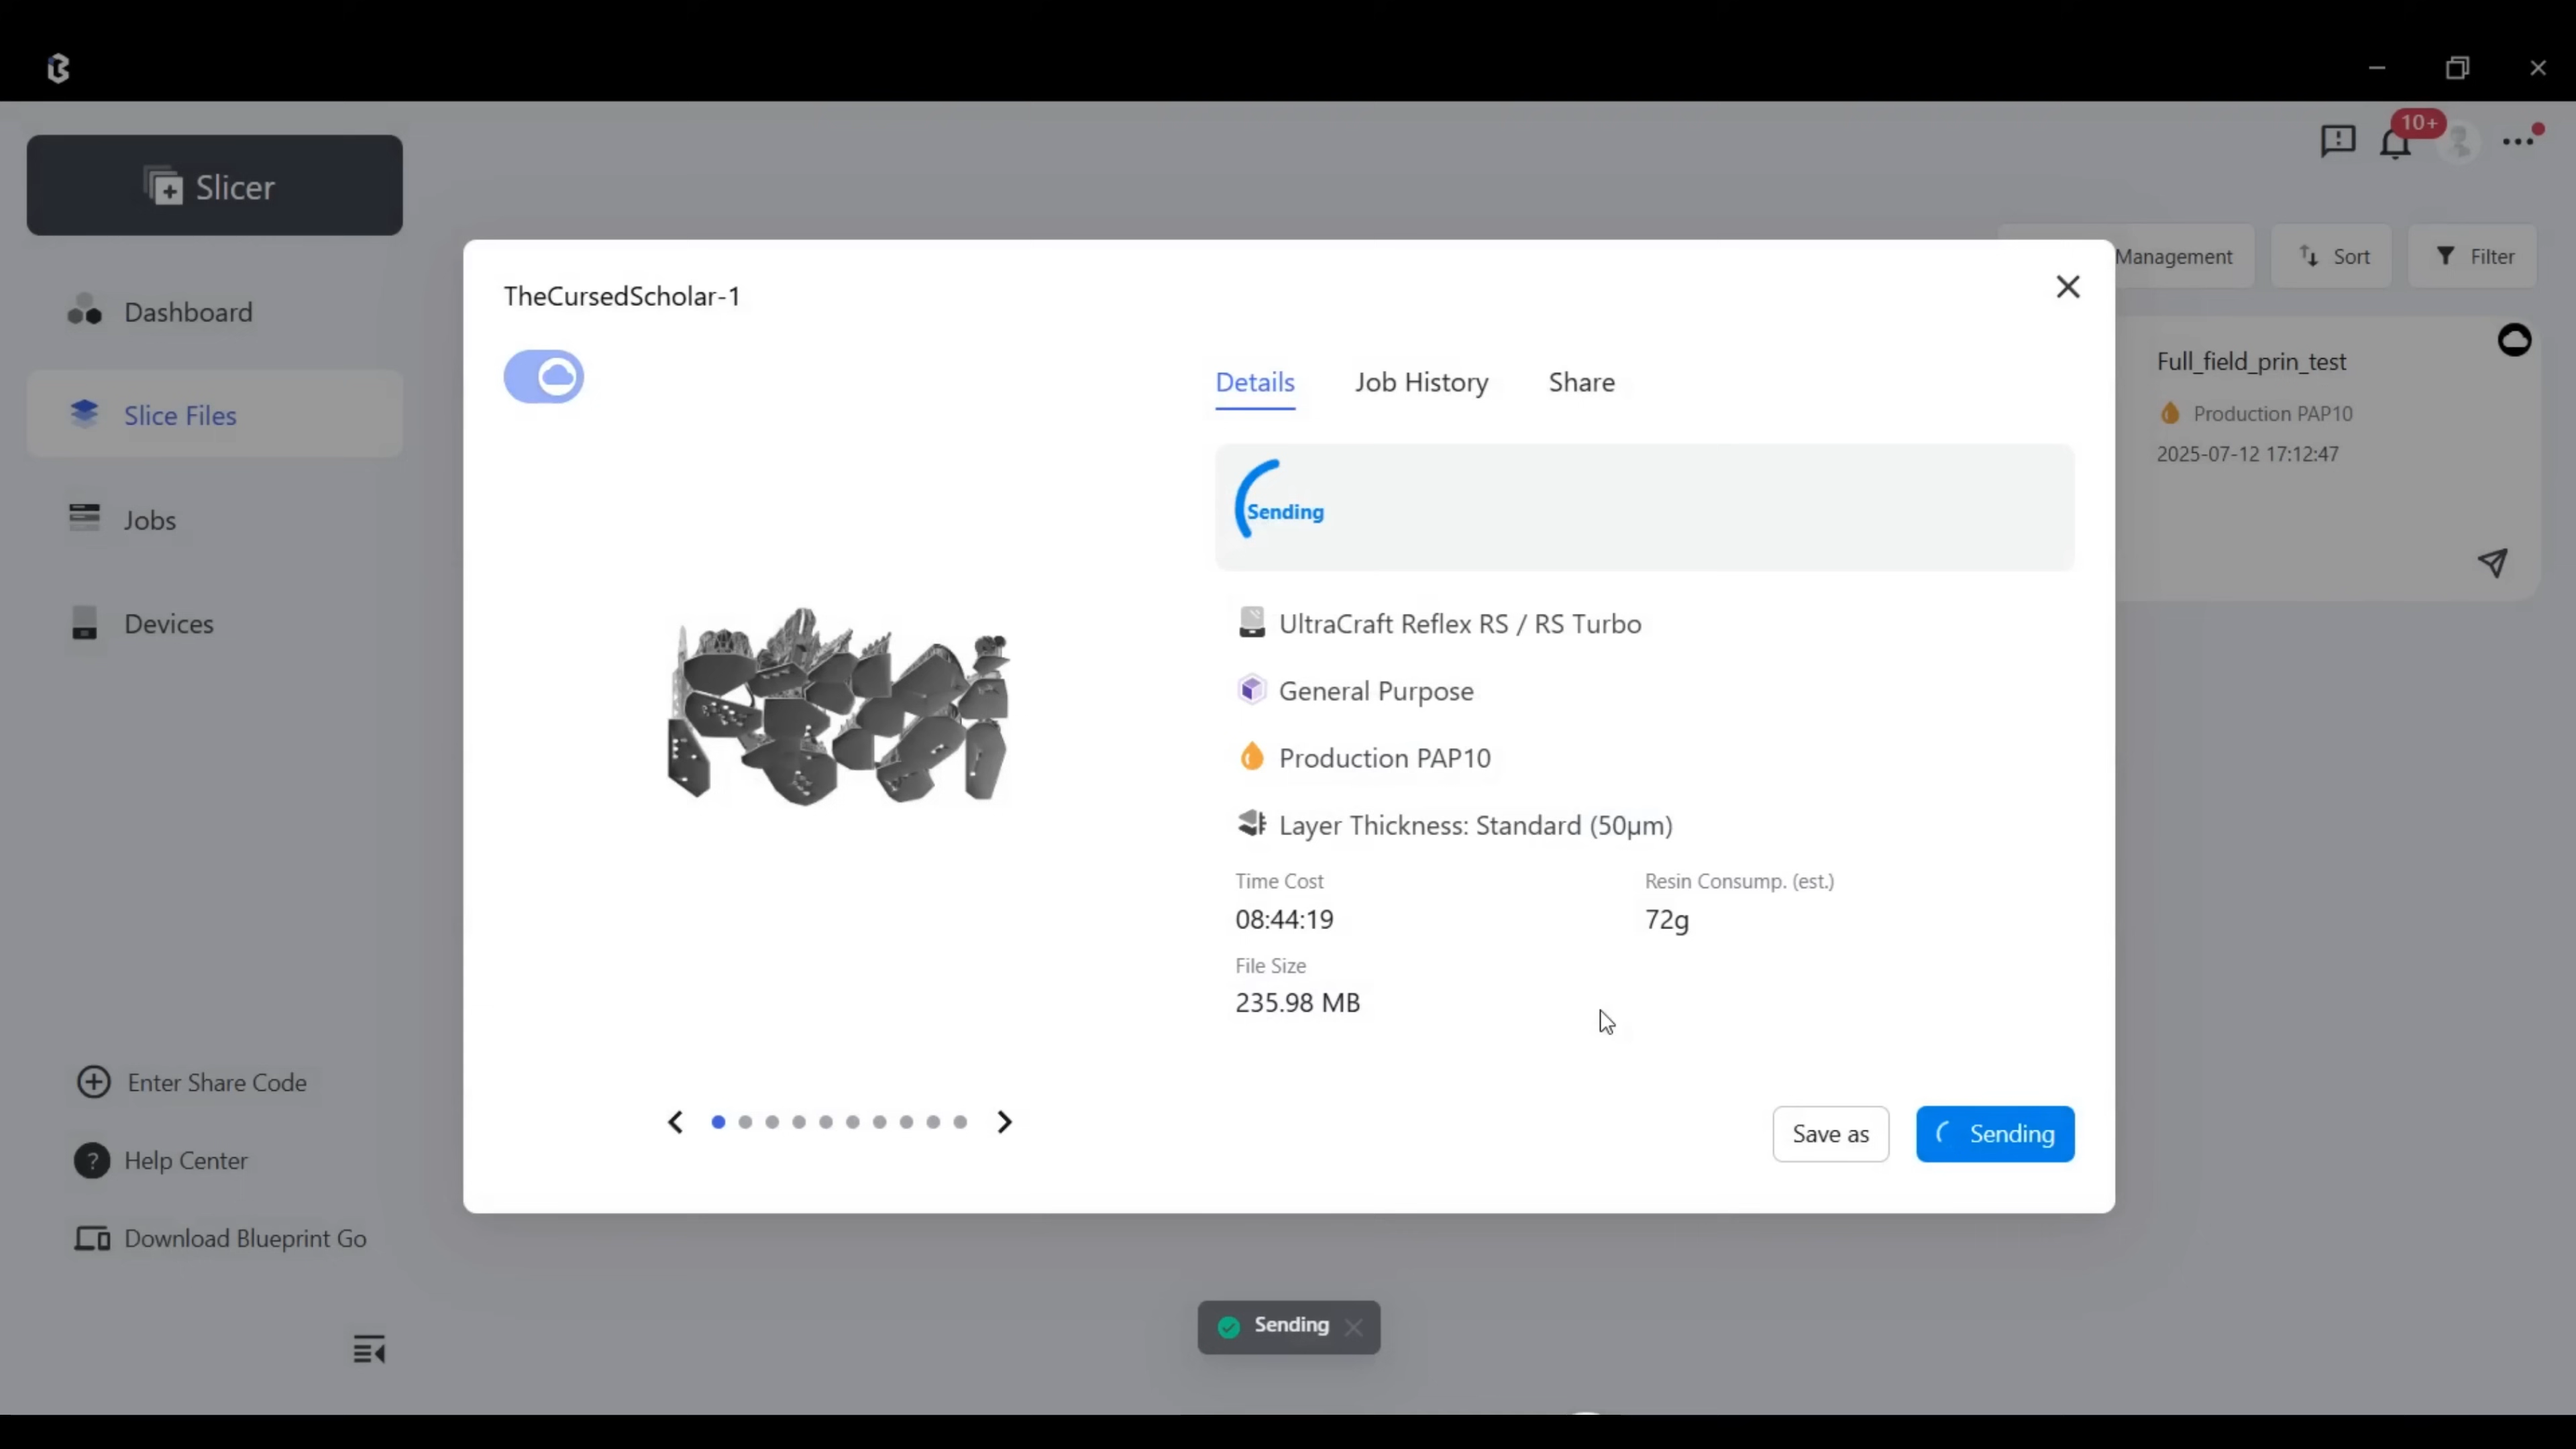 Slicer
Dashboard
Slice Files
Jobs
Devices
Enter Share Code
? Help Center
Download Blueprint Go
10+
Management
Sort
Filter
Full_field_prin_test
Production PAP10
2025-07-12 17:12:47
TheCursedScholar-1
Details Job History Share
Sending
UltraCraft Reflex RS / RS Turbo
General Purpose
Production PAP10
Layer Thickness: Standard (50μm)
Time Cost Resin Consump. (est.)
08:44:19 72g
File Size
235.98 MB
Save as Sending
Sending